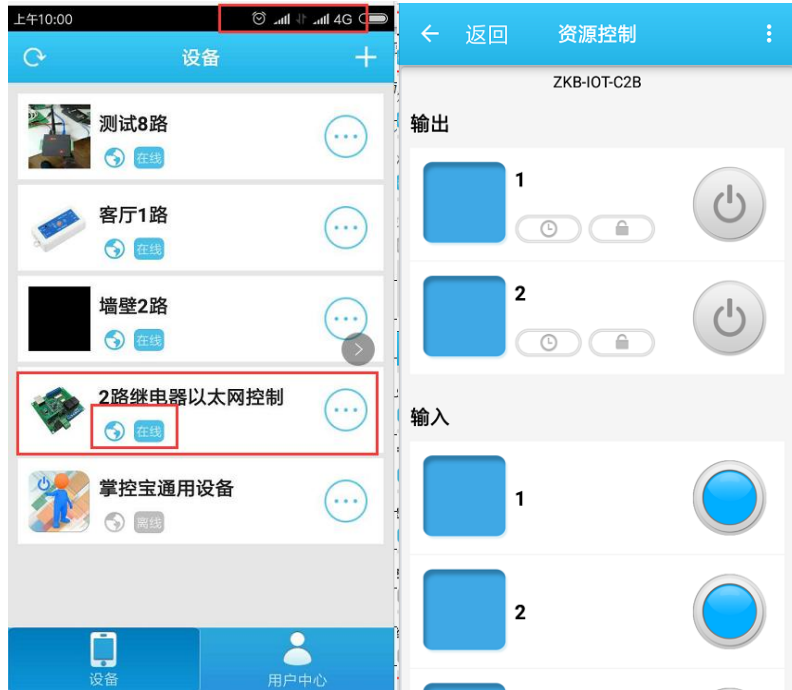 上午10:00
4G
设备
测试8路
在线
客厅1路
在线
墙壁2路
在线
2路继电器以太网控制
在线
掌控宝通用设备
离线
设备
用户中心
返回
资源控制
ZKB-IOT-C2B
输出
1
2
输入
1
2